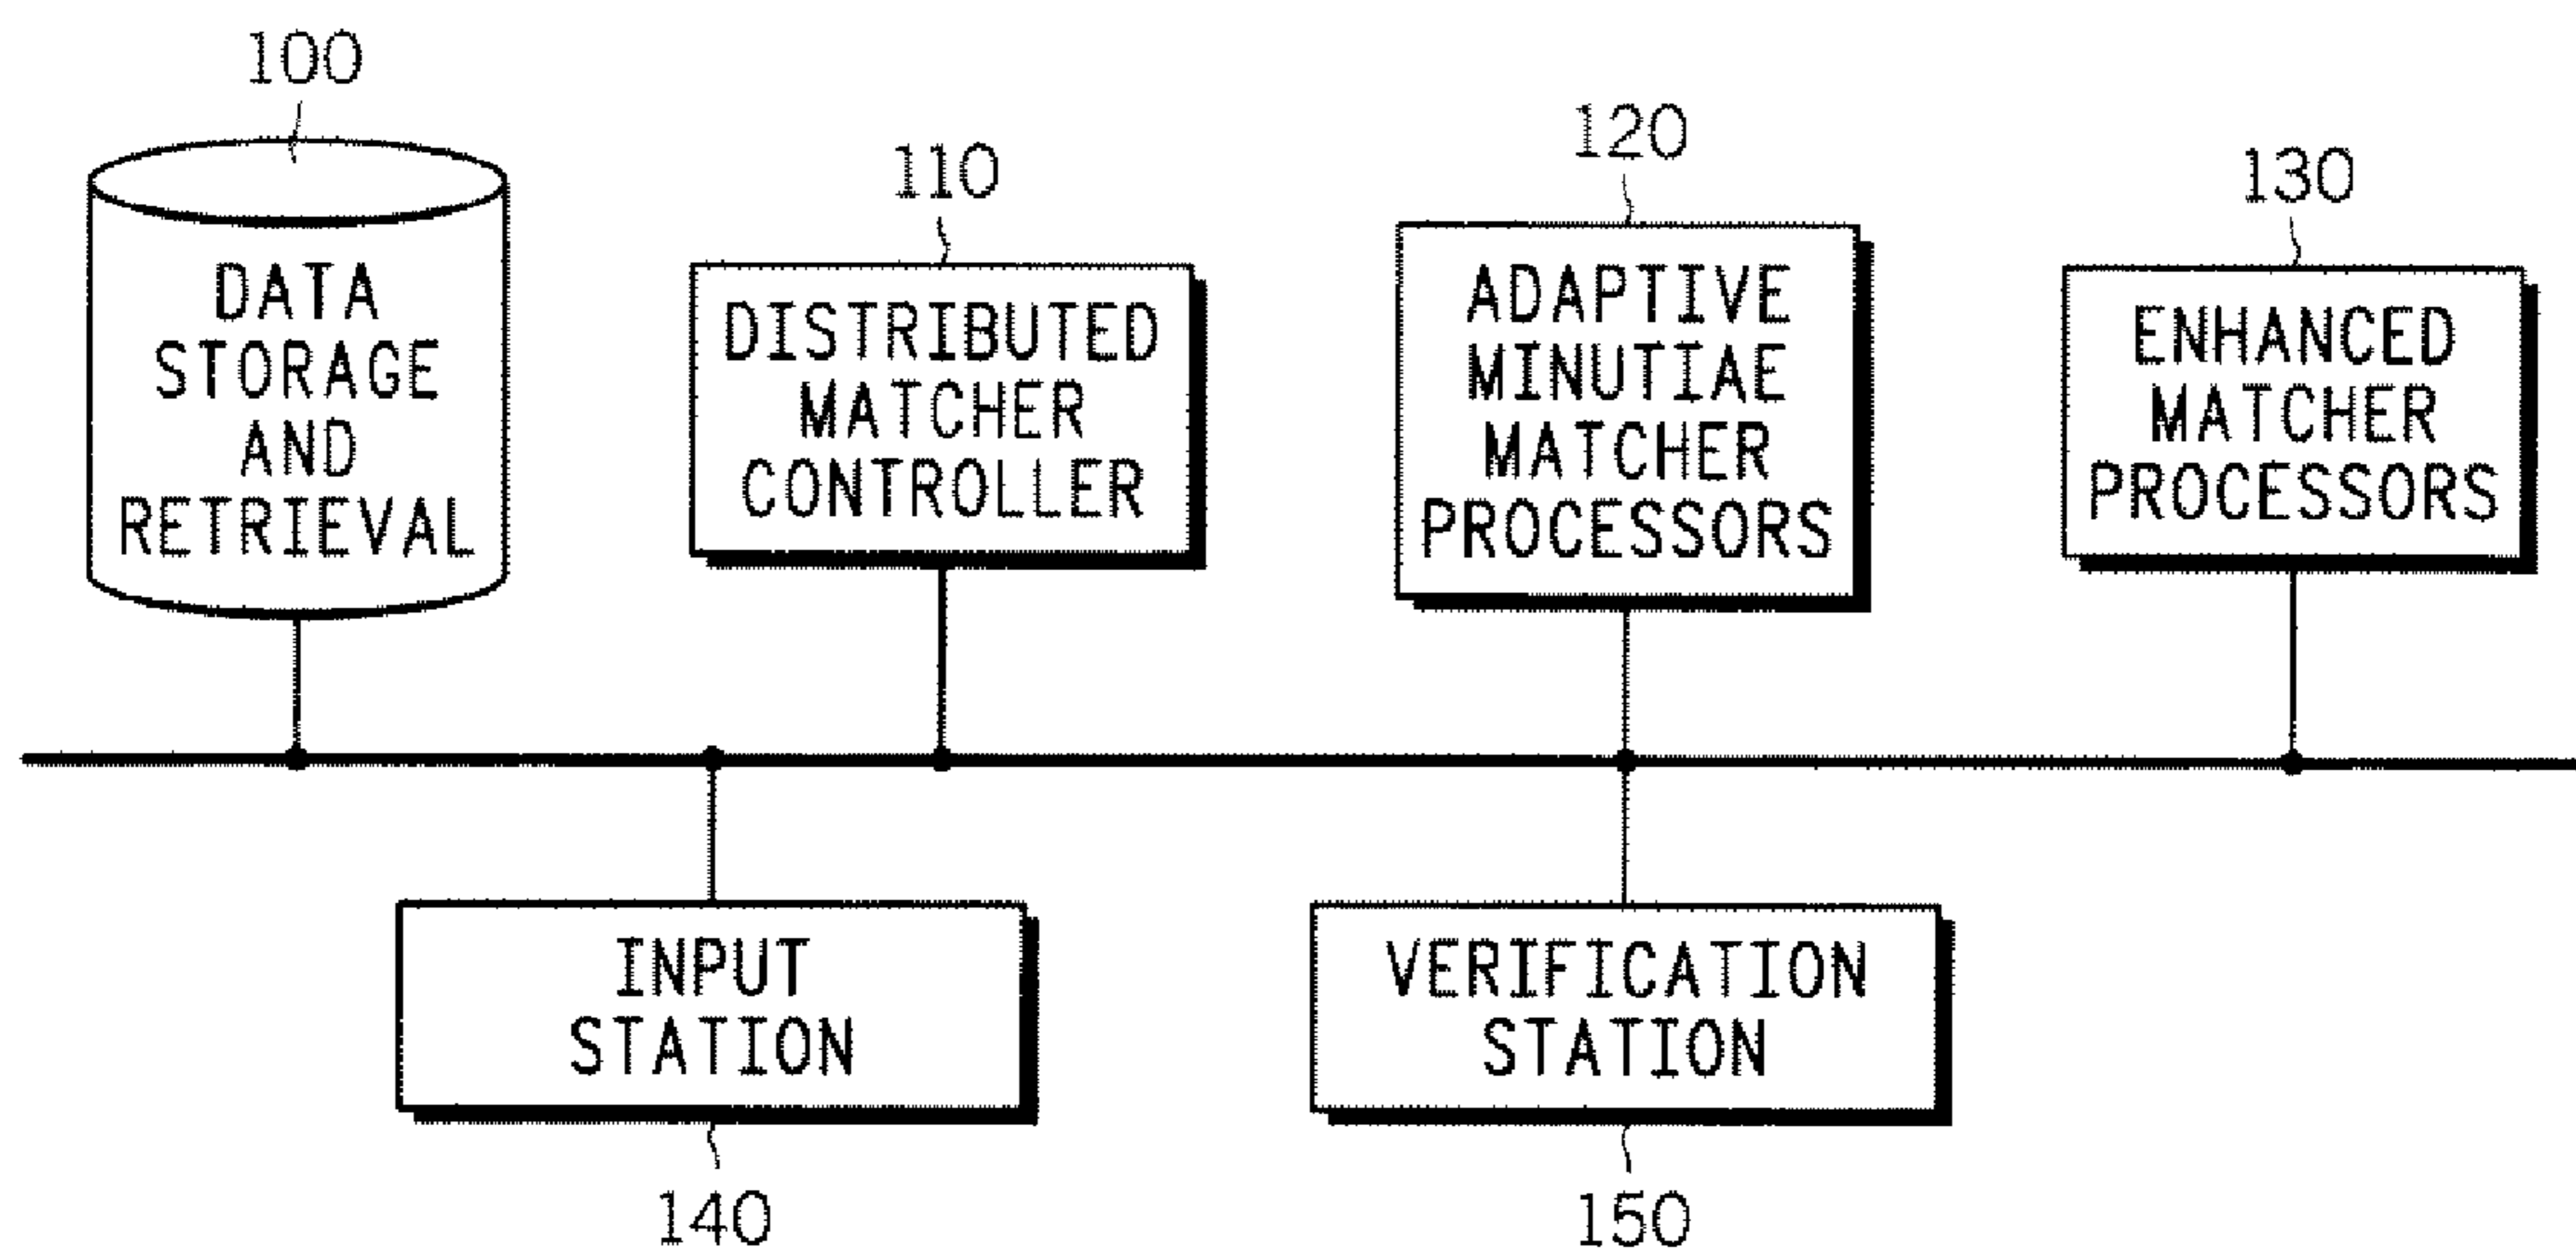 100
DATA
STORAGE
AND
RETRIEVAL
110
DISTRIBUTED
MATCHER
CONTROLLER
120
ADAPTIVE
MINUTIAE
MATCHER
PROCESSORS
130
ENHANCED
MATCHER
PROCESSORS
INPUT
STATION
140
VERIFICATION
STATION
150